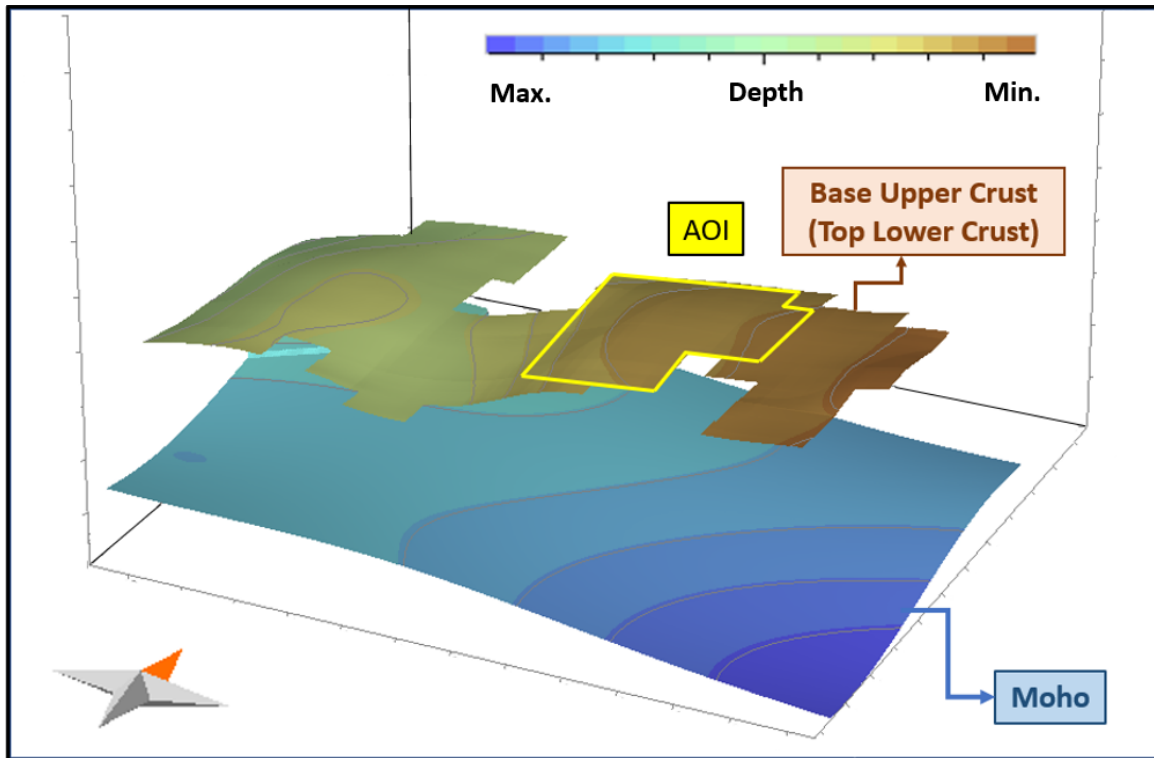 Max.
Depth
Min.
Base Upper Crust
(Top Lower Crust)
AOI
Moho